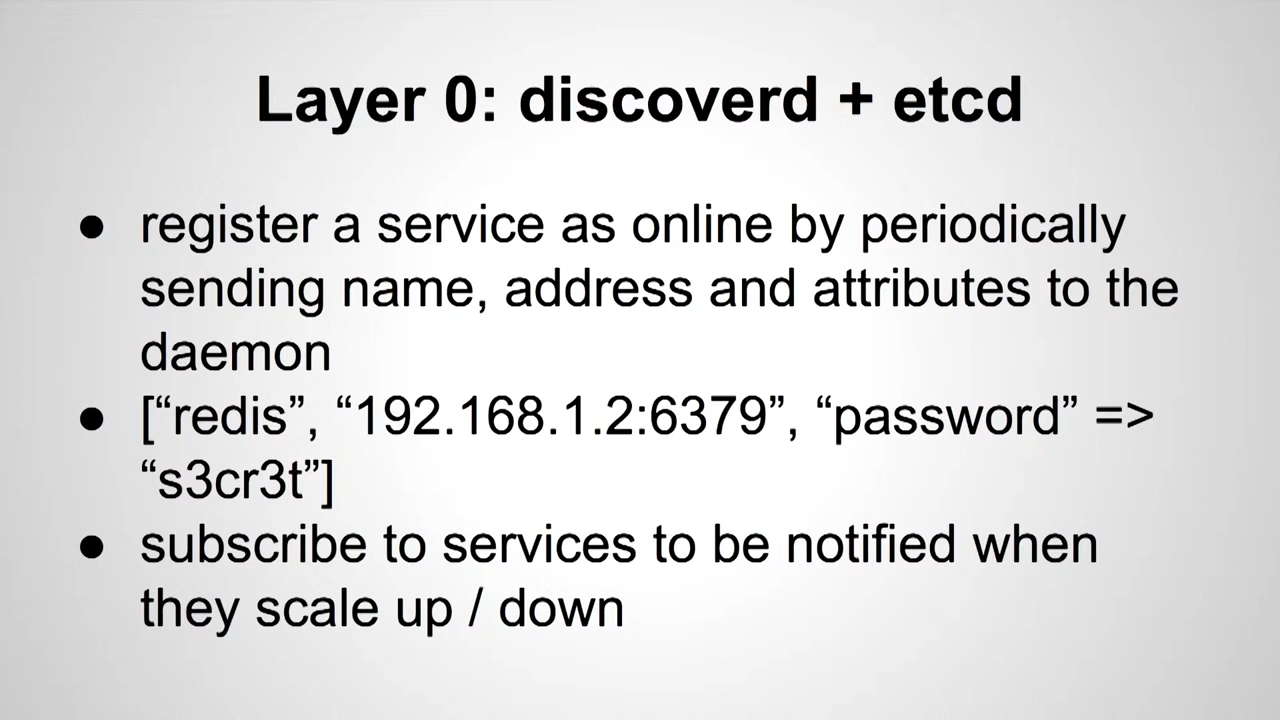 Layer 0: discoverd + etcd
● register a service as online by periodically
sending name, address and attributes to the
daemon
● [“redis”, “192.168.1.2:6379”, “password” =>
“s3cr3t”]
● subscribe to services to be notified when
they scale up / down